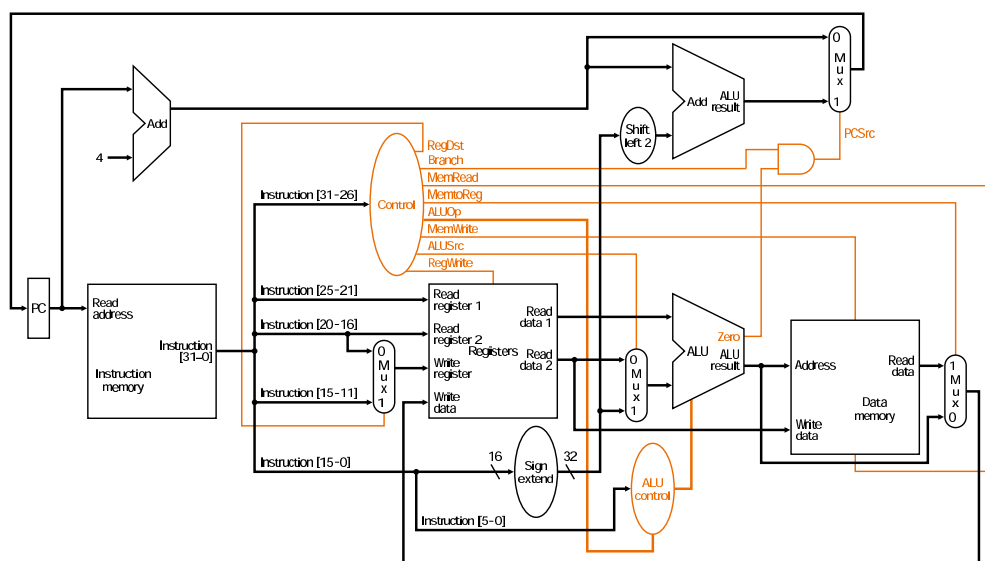 0
M
u
x
1
Add
ALU
result
Add
4
Shift
left 2
PCSrc
RegDst
Branch
MemRead
MemtoReg
ALUOp
MemWrite
ALUSrc
RegWrite
Control
Instruction [31-26]
PC
Read
address
Instruction
[31-0]
Instruction
memory
Instruction [25-21]
Instruction [20-16]
Instruction [15-11]
0
M
u
x
1
Read
register 1
Read
register 2
Write
register
Write
data
Registers
Read
data 1
Read
data 2
0
M
u
x
1
Zero
ALU
ALU
result
Address
Write
data
Read
data
Data
memory
1
M
u
x
0
Instruction [15-0]
16
Sign
extend
32
ALU
control
Instruction [5-0]